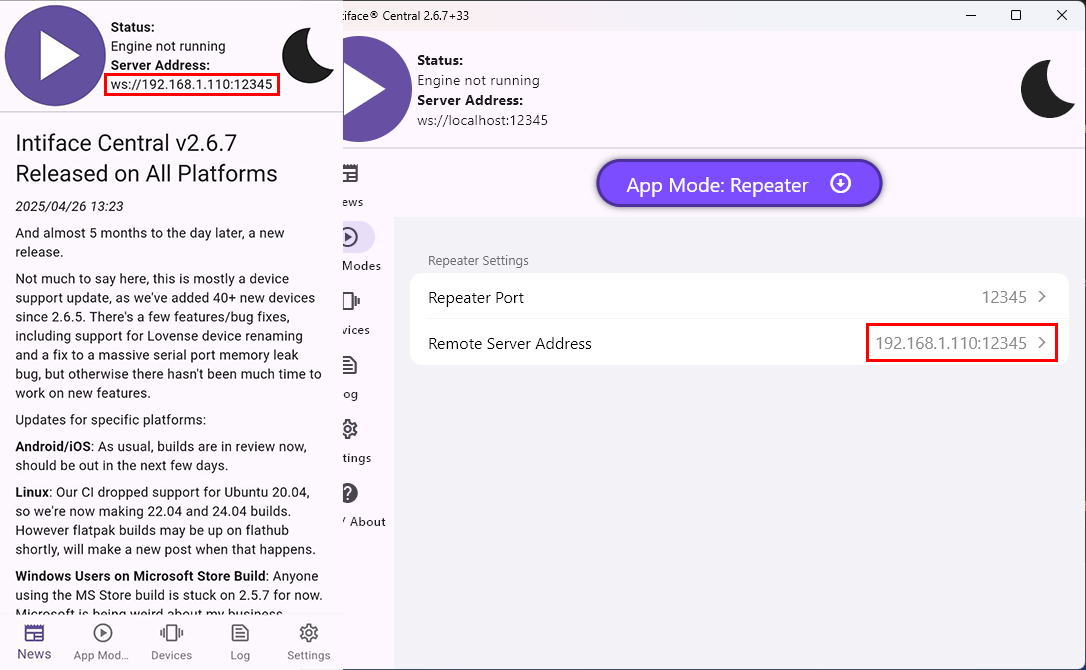 Status:
Engine not running
Server Address:
ws://192.168.1.110:12345
Intiface Central v2.6.7
Released on All Platforms
2025/04/26 13:23
And almost 5 months to the day later, a new
release.
Not much to say here, this is mostly a device
support update, as we've added 40+ new devices
since 2.6.5. There's a few features/bug fixes,
including support for Lovense device renaming
and a fix to a massive serial port memory leak
bug, but otherwise there hasn't been much time to
work on new features.
Updates for specific platforms:
Android/iOS: As usual, builds are in review now,
should be out in the next few days.
Linux: Our CI dropped support for Ubuntu 20.04,
so we're now making 22.04 and 24.04 builds.
However flatpak builds may be up on flathub
shortly, will make a new post when that happens.
Windows Users on Microsoft Store Build: Anyone
using the MS Store build is stuck on 2.5.7 for now.
Microsoft is being weird about my business
News
App Mod...
Devices
Log
Settings
tiface® Central 2.6.7+33
Status:
Engine not running
Server Address:
ws://localhost:12345
ews
Modes
vices
og
tings
/ About
App Mode: Repeater
Repeater Settings
Repeater Port
12345
Remote Server Address
192.168.1.110:12345